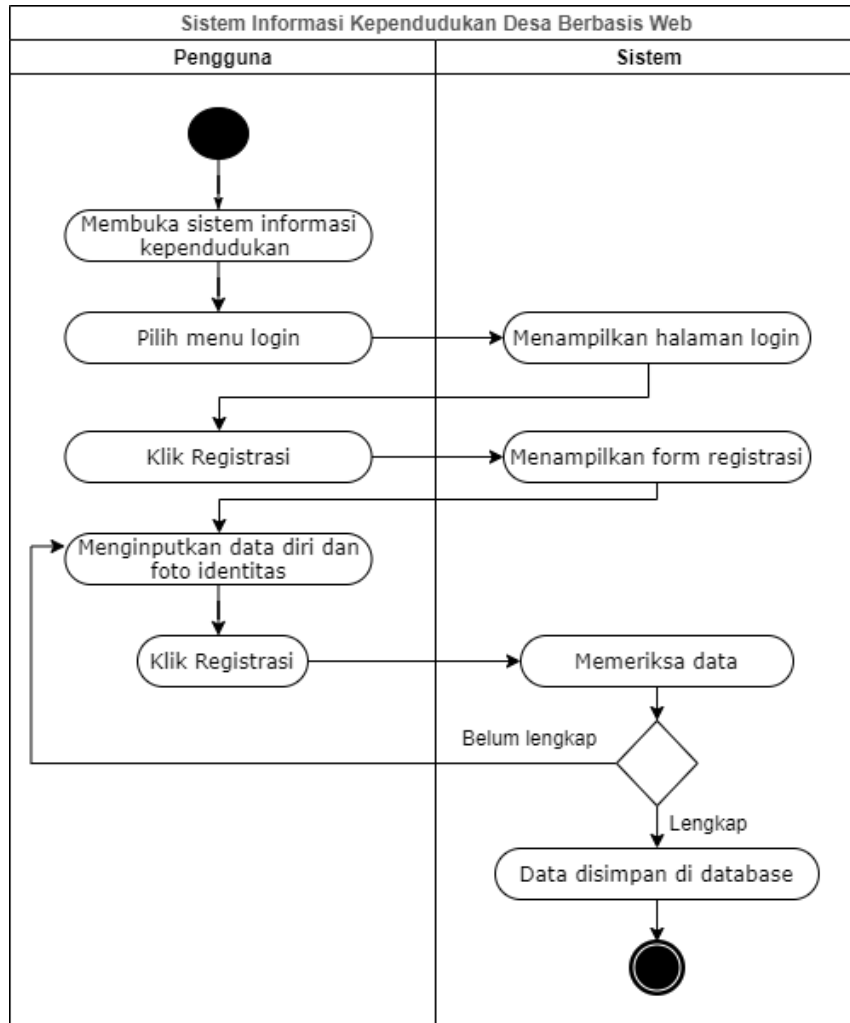 Sistem Informasi Kependudukan Desa Berbasis Web
Pengguna
Sistem
Membuka sistem informasi
kependudukan
Pilih menu login
Menampilkan halaman login
Klik Registrasi
Menampilkan form registrasi
Menginputkan data diri dan
foto identitas
Klik Registrasi
Memeriksa data
Belum lengkap
Lengkap
Data disimpan di database